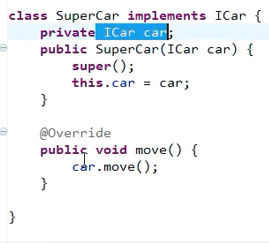 class SuperCar implements ICar {
    private ICar car;
    public SuperCar(ICar car) {
        super();
        this.car = car;
    }
    @Override
    public void move() {
        car.move();
    }
}